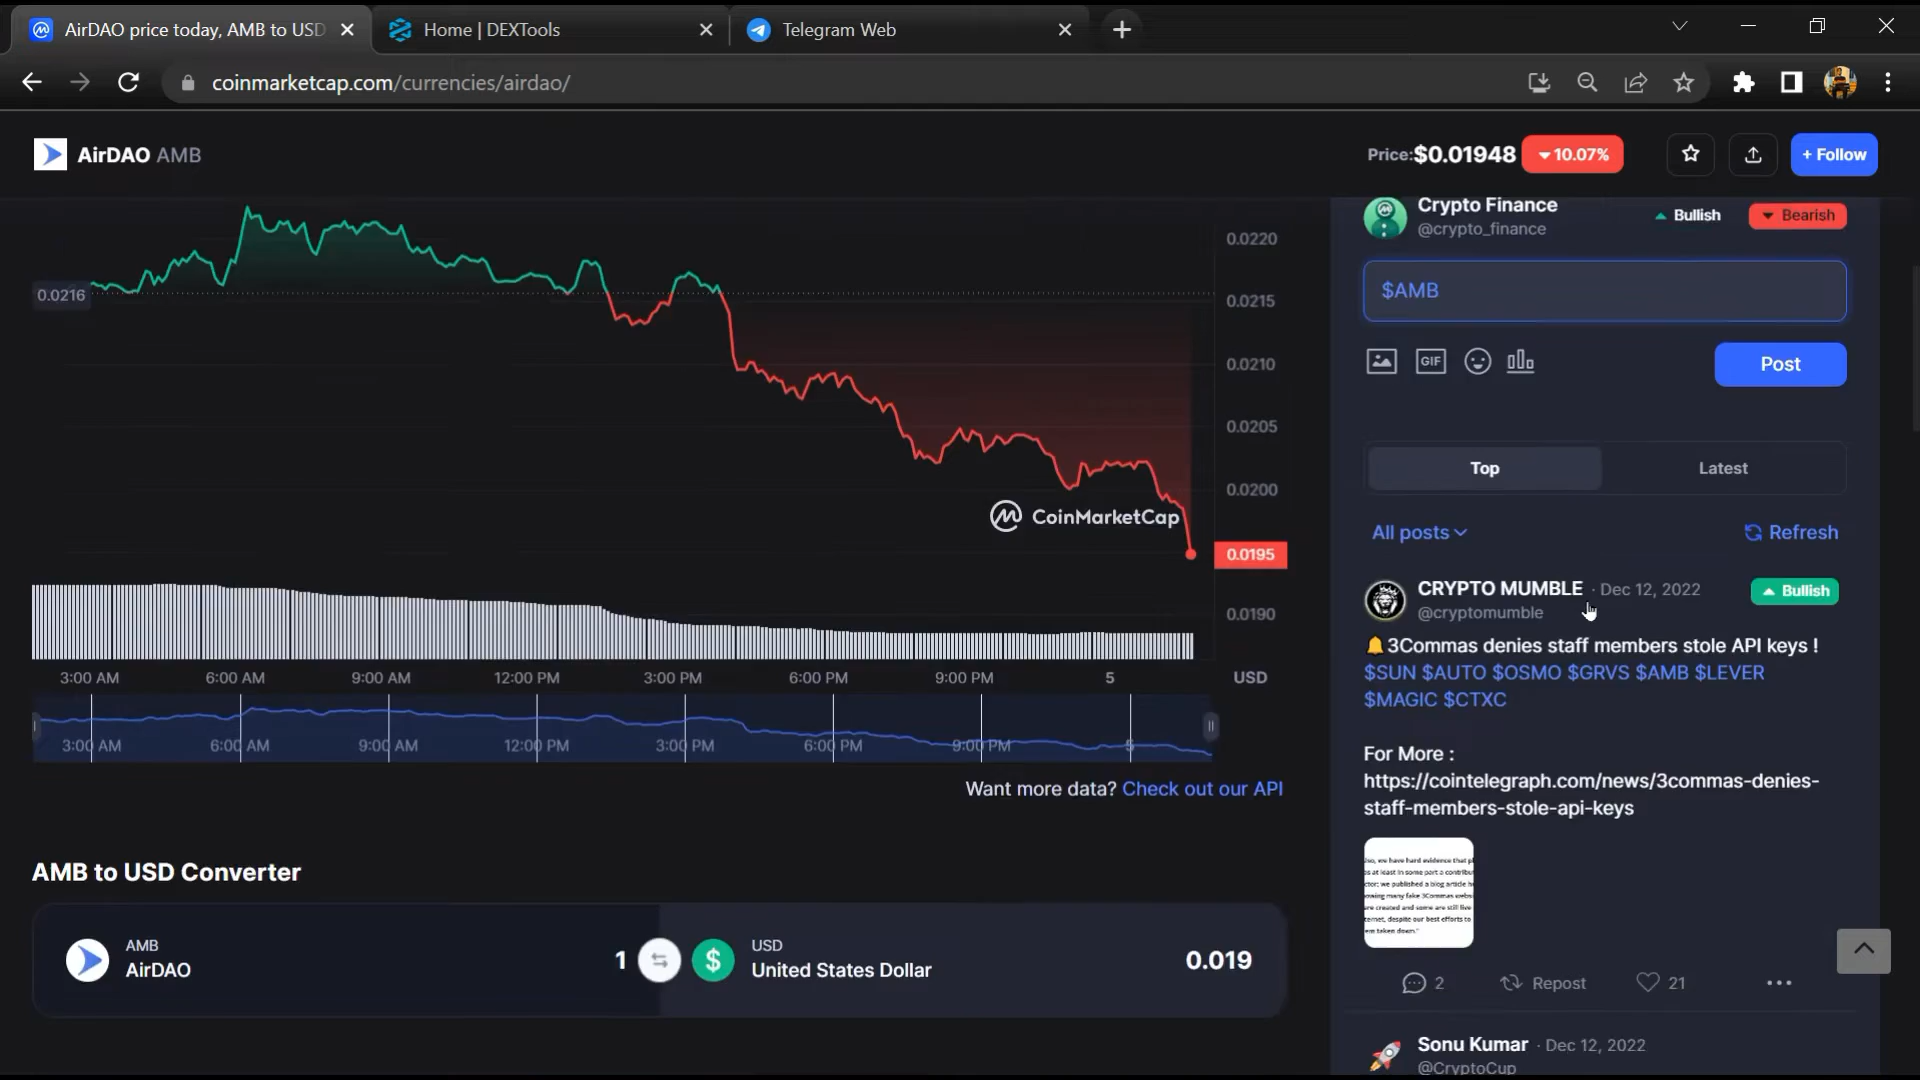 AirDAO price today, AMB to USD
Home | DEXTools
Telegram Web
coinmarketcap.com/currencies/airdao/
AirDAO AMB
Price:$0.01948
10.07%
+ Follow
Crypto Finance
@crypto_finance
Bullish
Bearish
$AMB
GIF
Post
Top
Latest
All posts
Refresh
CRYPTO MUMBLE · Dec 12, 2022
@cryptomumble
Bullish
3Commas denies staff members stole API keys !
$SUN $AUTO $OSMO $GRVS $AMB $LEVER
$MAGIC $CTXC
For More :
https://cointelegraph.com/news/3commas-denies-
staff-members-stole-api-keys
2
Repost
21
Sonu Kumar · Dec 12, 2022
@CryptoCup
0.0216
0.0220
0.0215
0.0210
0.0205
0.0200
0.0195
0.0190
CoinMarketCap
3:00 AM 6:00 AM 9:00 AM 12:00 PM 3:00 PM 6:00 PM 9:00 PM 5 USD
3:00 AM 6:00 AM 9:00 AM 12:00 PM 3:00 PM 6:00 PM 9:00 PM 5
Want more data? Check out our API
AMB to USD Converter
AMB
AirDAO
1
USD
United States Dollar
0.019